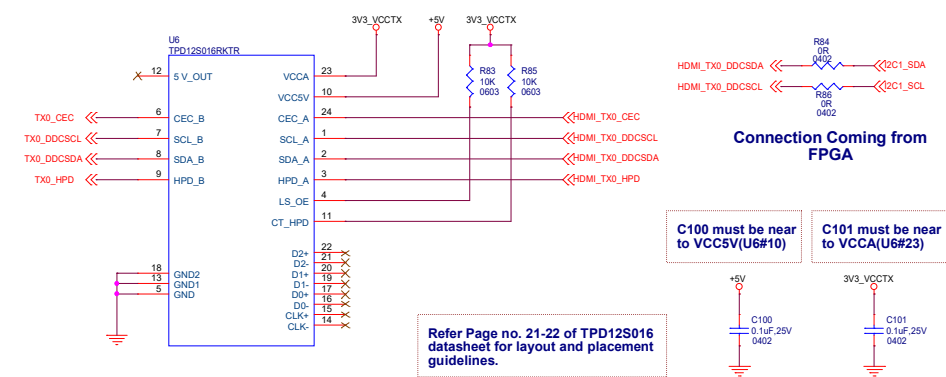 3V3_VCCTX
+5V
3V3_VCCTX
U6
TPD12S016RKTR
12
5 V_OUT
VCCA
23
VCC5V
10
TX0_CEC
6
CEC_B
CEC_A
24
HDMI_TX0_CEC
TX0_DDCSCL
7
SCL_B
SCL_A
1
HDMI_TX0_DDCSCL
TX0_DDCSDA
8
SDA_B
SDA_A
2
HDMI_TX0_DDCSDA
TX0_HPD
9
HPD_B
HPD_A
3
HDMI_TX0_HPD
LS_OE
4
CT_HPD
11
D2+
22
D2-
21
D1+
20
D1-
19
D0+
17
D0-
16
CLK+
15
CLK-
14
18
GND2
13
GND1
5
GND
R83
10K
0603
R85
10K
0603
R84
0R
0402
HDMI_TX0_DDCSDA
I2C1_SDA
HDMI_TX0_DDCSCL
I2C1_SCL
R86
0R
0402
Connection Coming from
FPGA
C100 must be near
to VCC5V(U6#10)
C101 must be near
to VCCA(U6#23)
+5V
C100
0.1uF,25V
0402
3V3_VCCTX
C101
0.1uF,25V
0402
Refer Page no. 21-22 of TPD12S016
datasheet for layout and placement
guidelines.